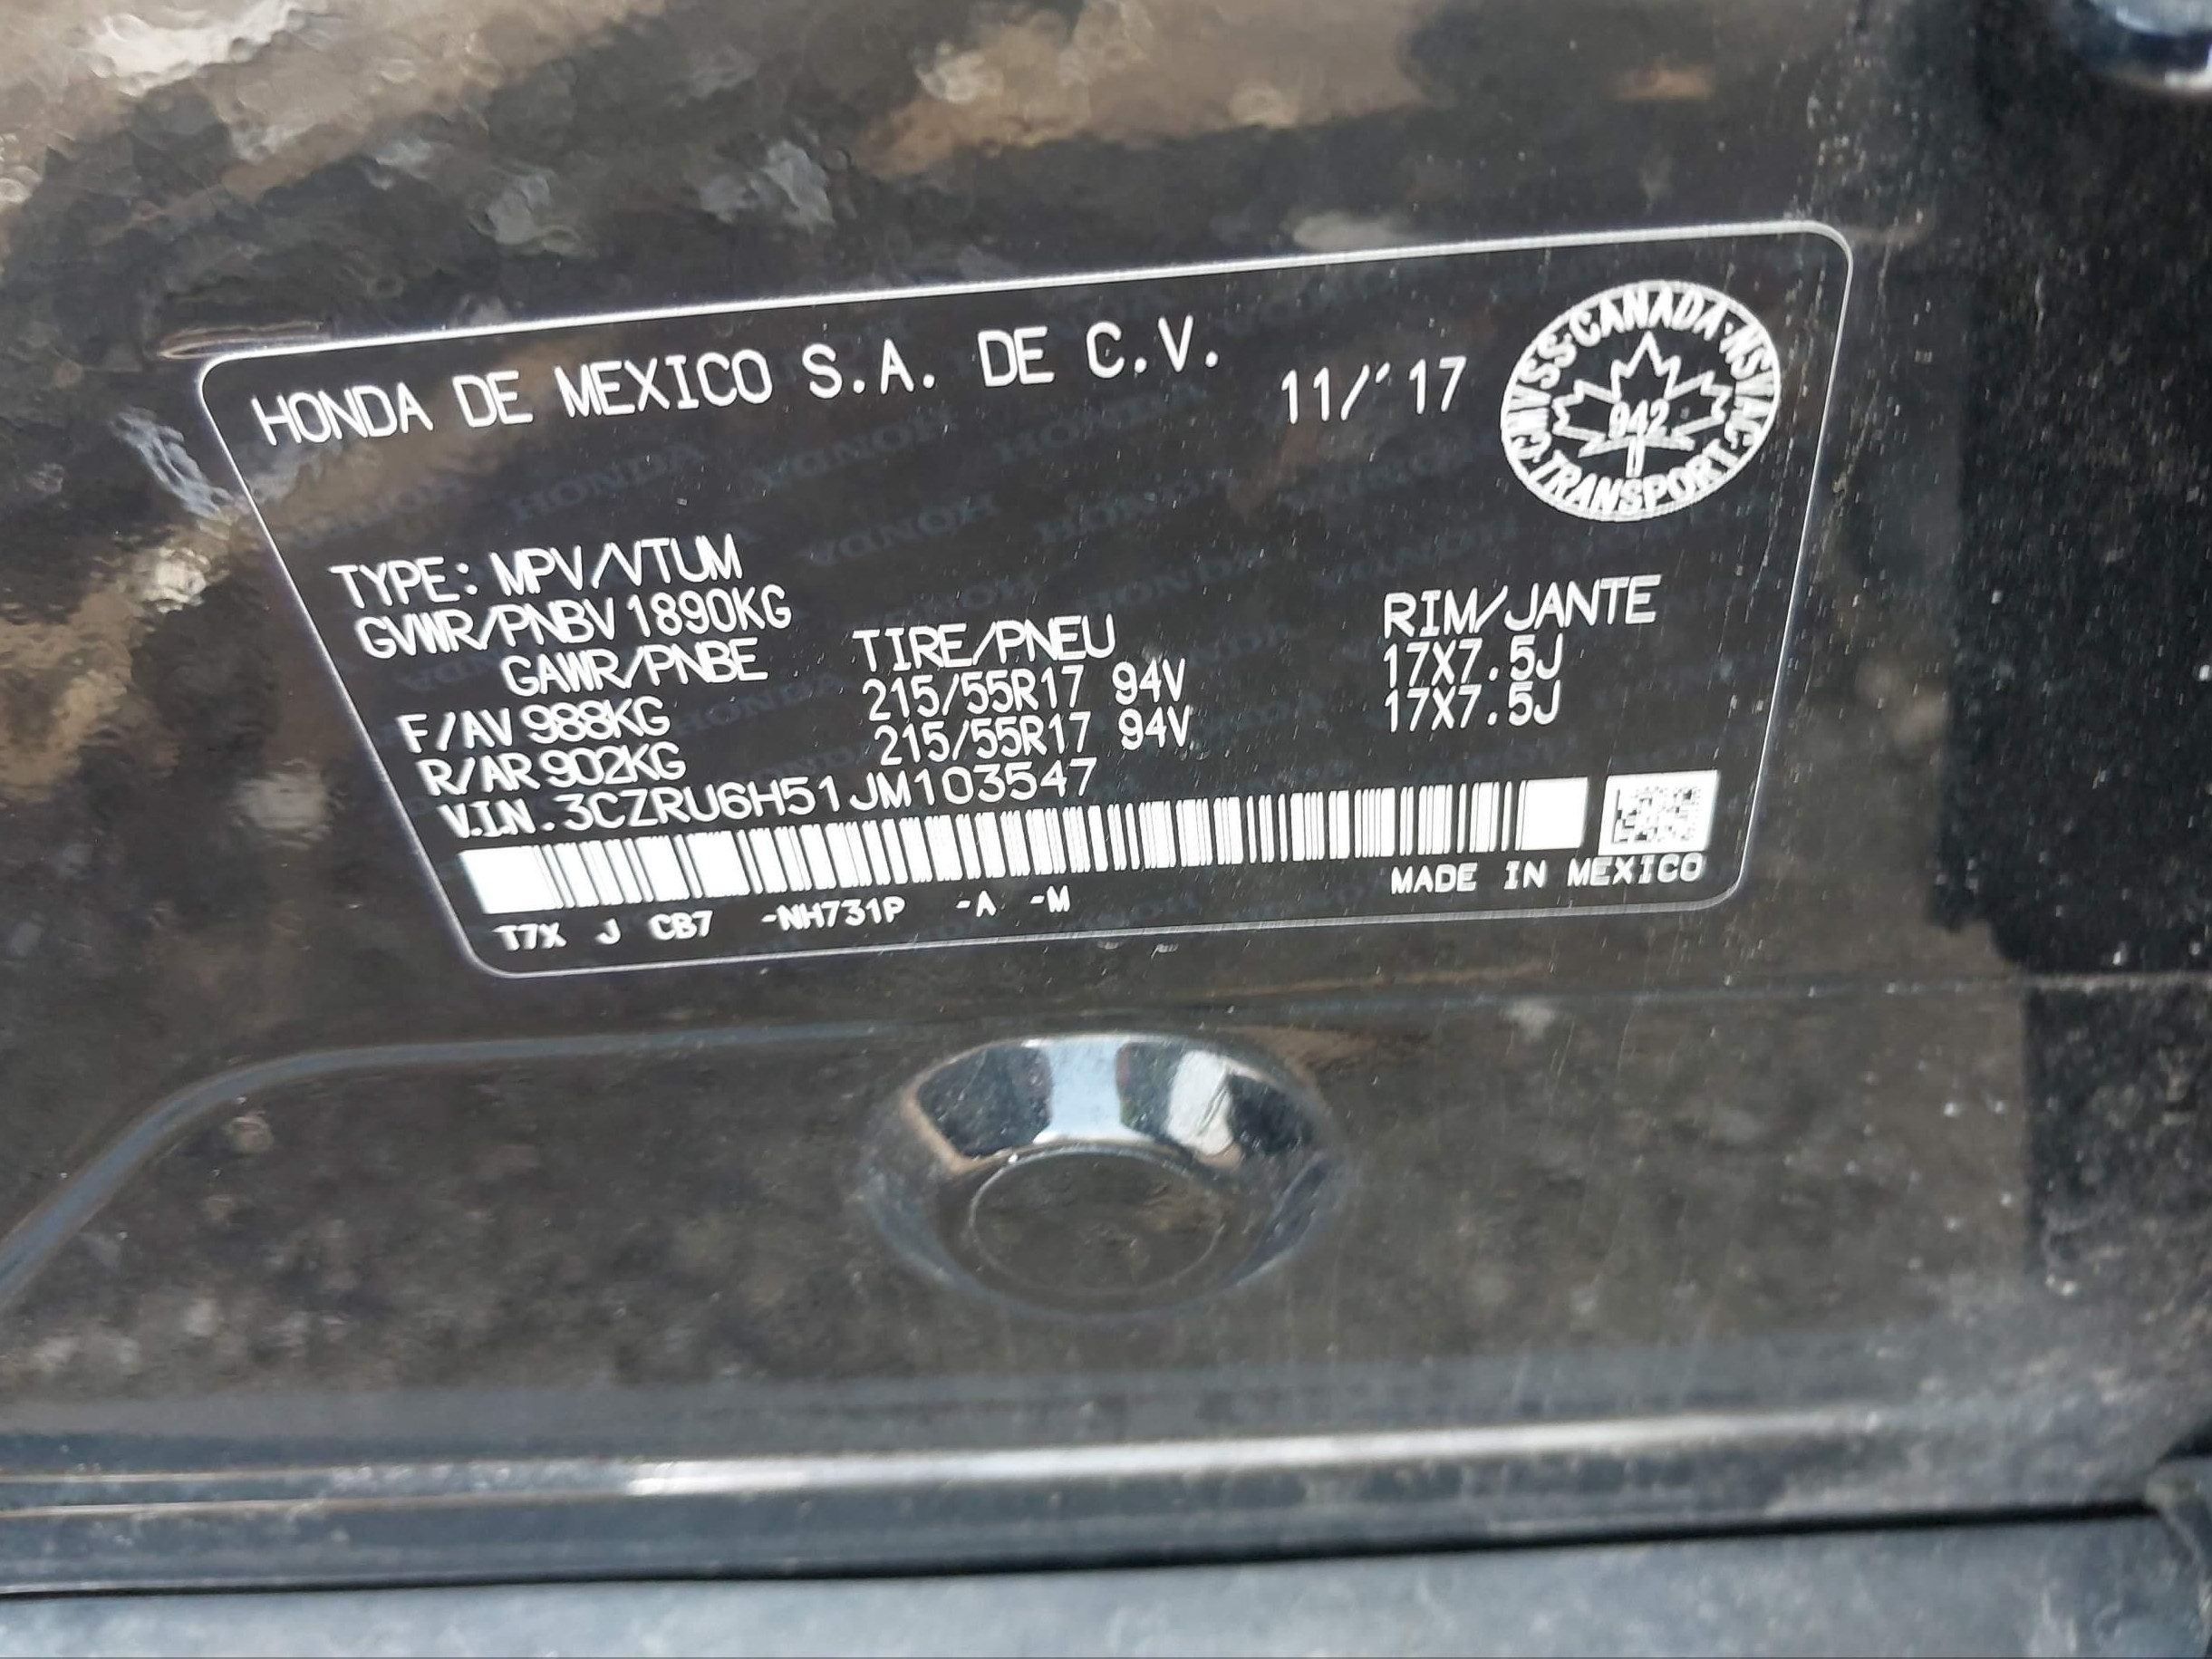 HONDA DE MEXICO S.A. DE C.V. 11/'17
CMVSS·CANADA·NSVAC·TRANSPORT·
942
TYPE: MPV/VTUM
GVWR/PNBV 1890KG
GAWR/PNBE TIRE/PNEU RIM/JANTE
F/AV 988KG 215/55R17 94V 17X7.5J
R/AR 902KG 215/55R17 94V 17X7.5J
V.I.N. 3CZRU6H51JM103547
MADE IN MEXICO
T7X J CB7 -NH731P -A -M